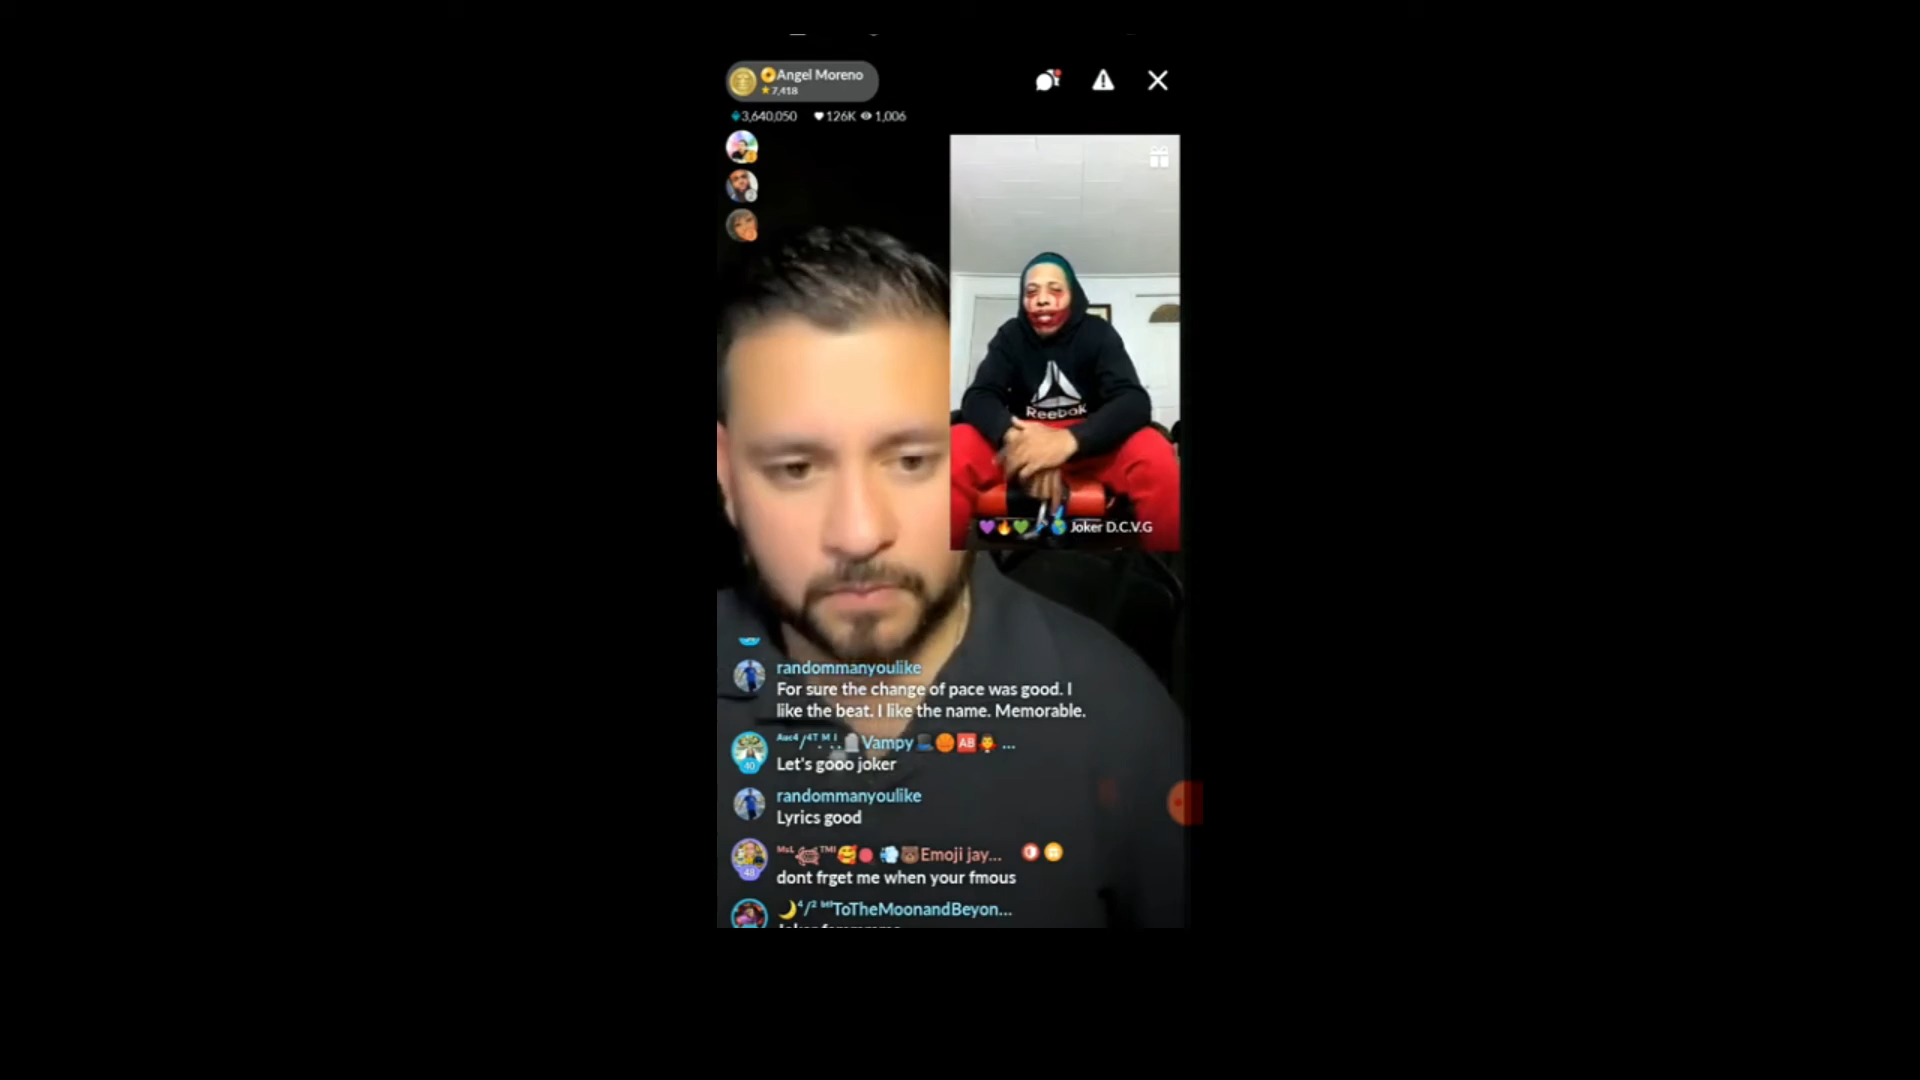 Angel Moreno
7,418
3,640,050 126K 1,006
Reebok
Joker D.C.V.G
randommanyoulike
For sure the change of pace was good. I
like the beat. I like the name. Memorable.
Vampy🎩 🆎 ...
40
Let's gooo joker
randommanyoulike
Lyrics good
Emoji jay...
48
dont frget me when your fmous
ToTheMoonandBeyon...